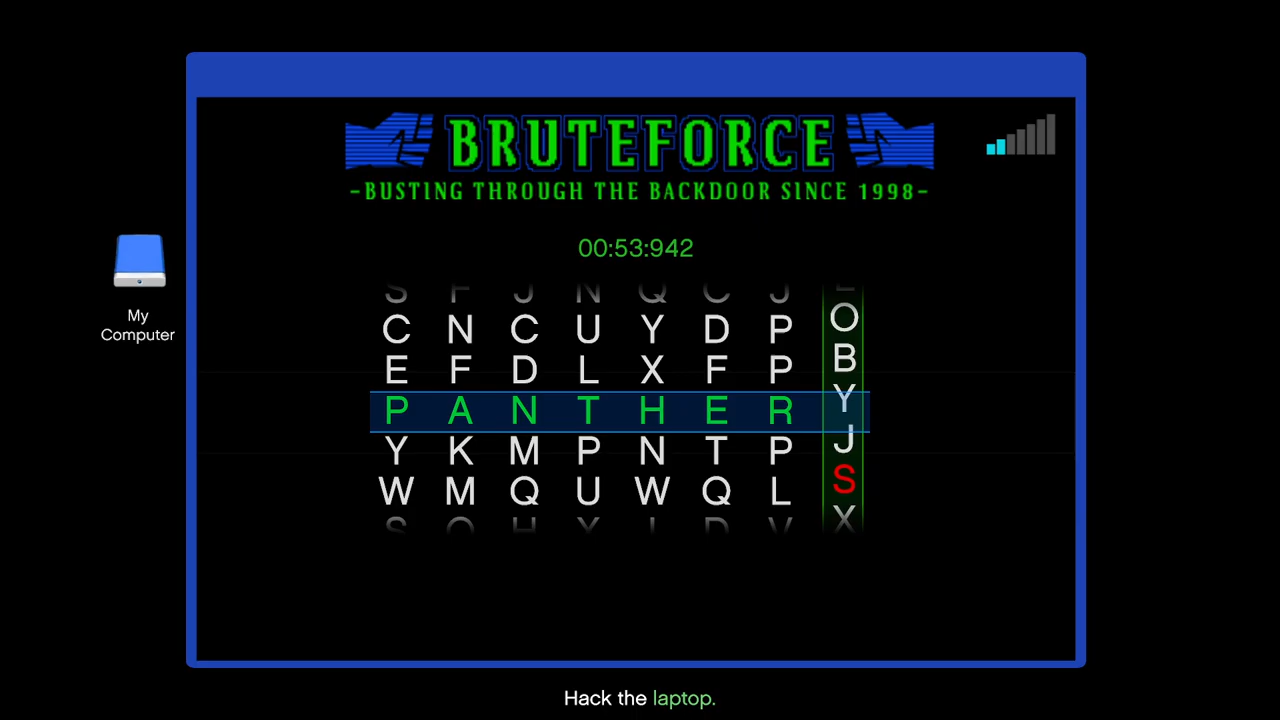 BRUTEFORCE
-BUSTING THROUGH THE BACKDOOR SINCE 1998-
00:53:942
My
Computer
S F J N Q C J
C N C U Y D P O
E F D L X F P B
P A N T H E R Y
Y K M P N T P J
W M Q U W Q L S
X
Hack the laptop.